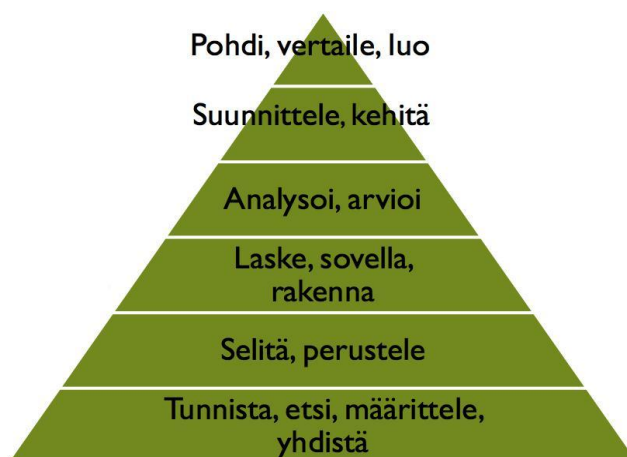 Pohdi, vertaile, luo
Suunnittele, kehitä
Analysoi, arvioi
Laske, sovella,
rakenna
Selitä, perustele
Tunnista, etsi, määrittele,
yhdistä